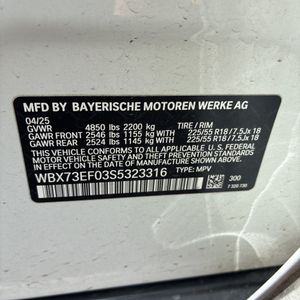 MFD BY BAYERISCHE MOTOREN WERKE AG
04/25 TIRE / RIM
GVWR 4850 lbs 2200 kg
GAWR FRONT 2546 lbs 1155 kg 225/55 R18 / 7.5Jx 18
GAWR REAR 2524 lbs 1145 kg 225/55 R18 / 7.5Jx 18
THIS VEHICLE CONFORMS TO ALL APPLICABLE U.S. FEDERAL
MOTOR VEHICLE SAFETY, BUMPER, AND THEFT PREVENTION
STANDARDS IN EFFECT ON THE DATE OF MANUFACTURE SHOWN ABOVE.
WBX73EF03S5323316 TYPE: MPV
300